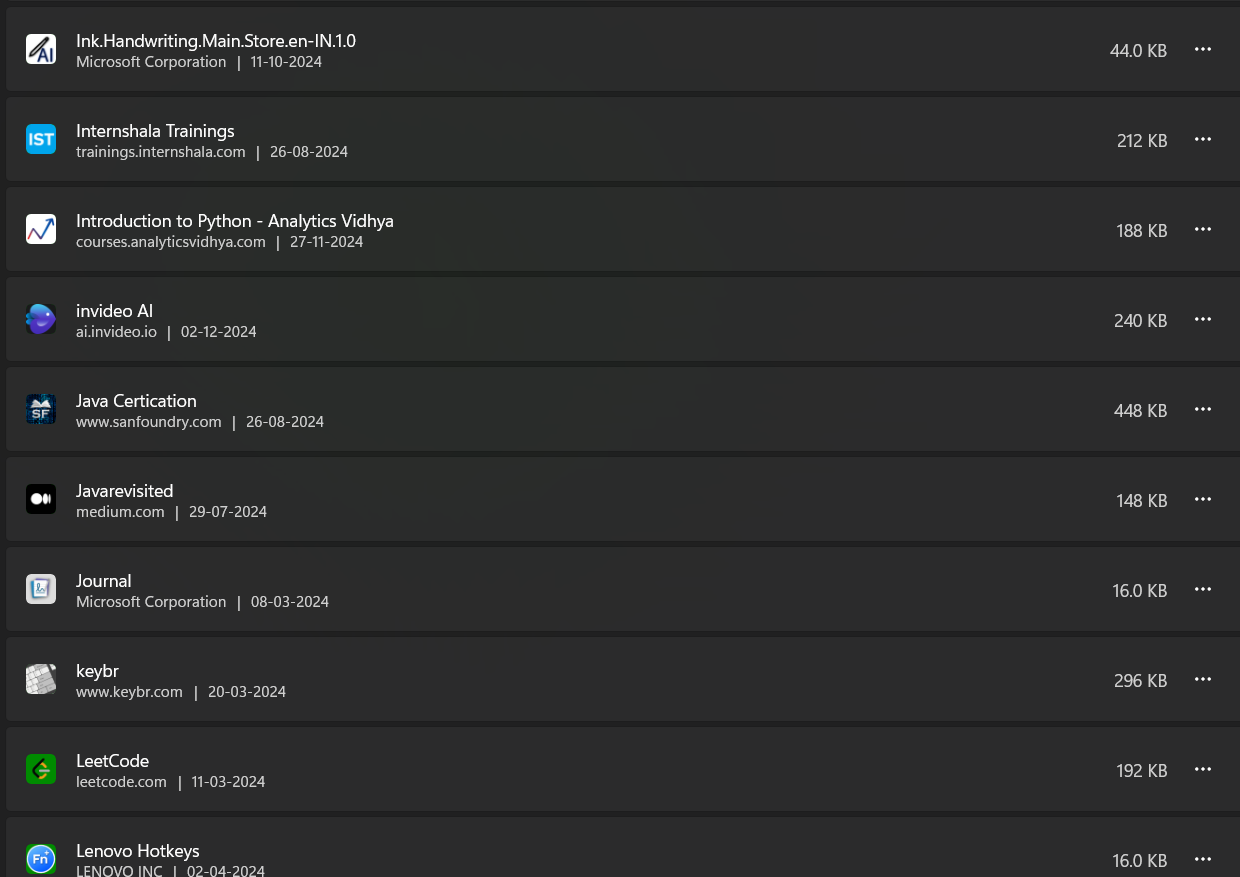 AI
Ink.Handwriting.Main.Store.en-IN.1.0
Microsoft Corporation | 11-10-2024
44.0 KB
IST
Internshala Trainings
trainings.internshala.com | 26-08-2024
212 KB
Introduction to Python - Analytics Vidhya
courses.analyticsvidhya.com | 27-11-2024
188 KB
invideo AI
ai.invideo.io | 02-12-2024
240 KB
SF
Java Certication
www.sanfoundry.com | 26-08-2024
448 KB
Javarevisited
medium.com | 29-07-2024
148 KB
Journal
Microsoft Corporation | 08-03-2024
16.0 KB
keybr
www.keybr.com | 20-03-2024
296 KB
LeetCode
leetcode.com | 11-03-2024
192 KB
Fn+
Lenovo Hotkeys
LENOVO INC | 02-04-2024
16.0 KB